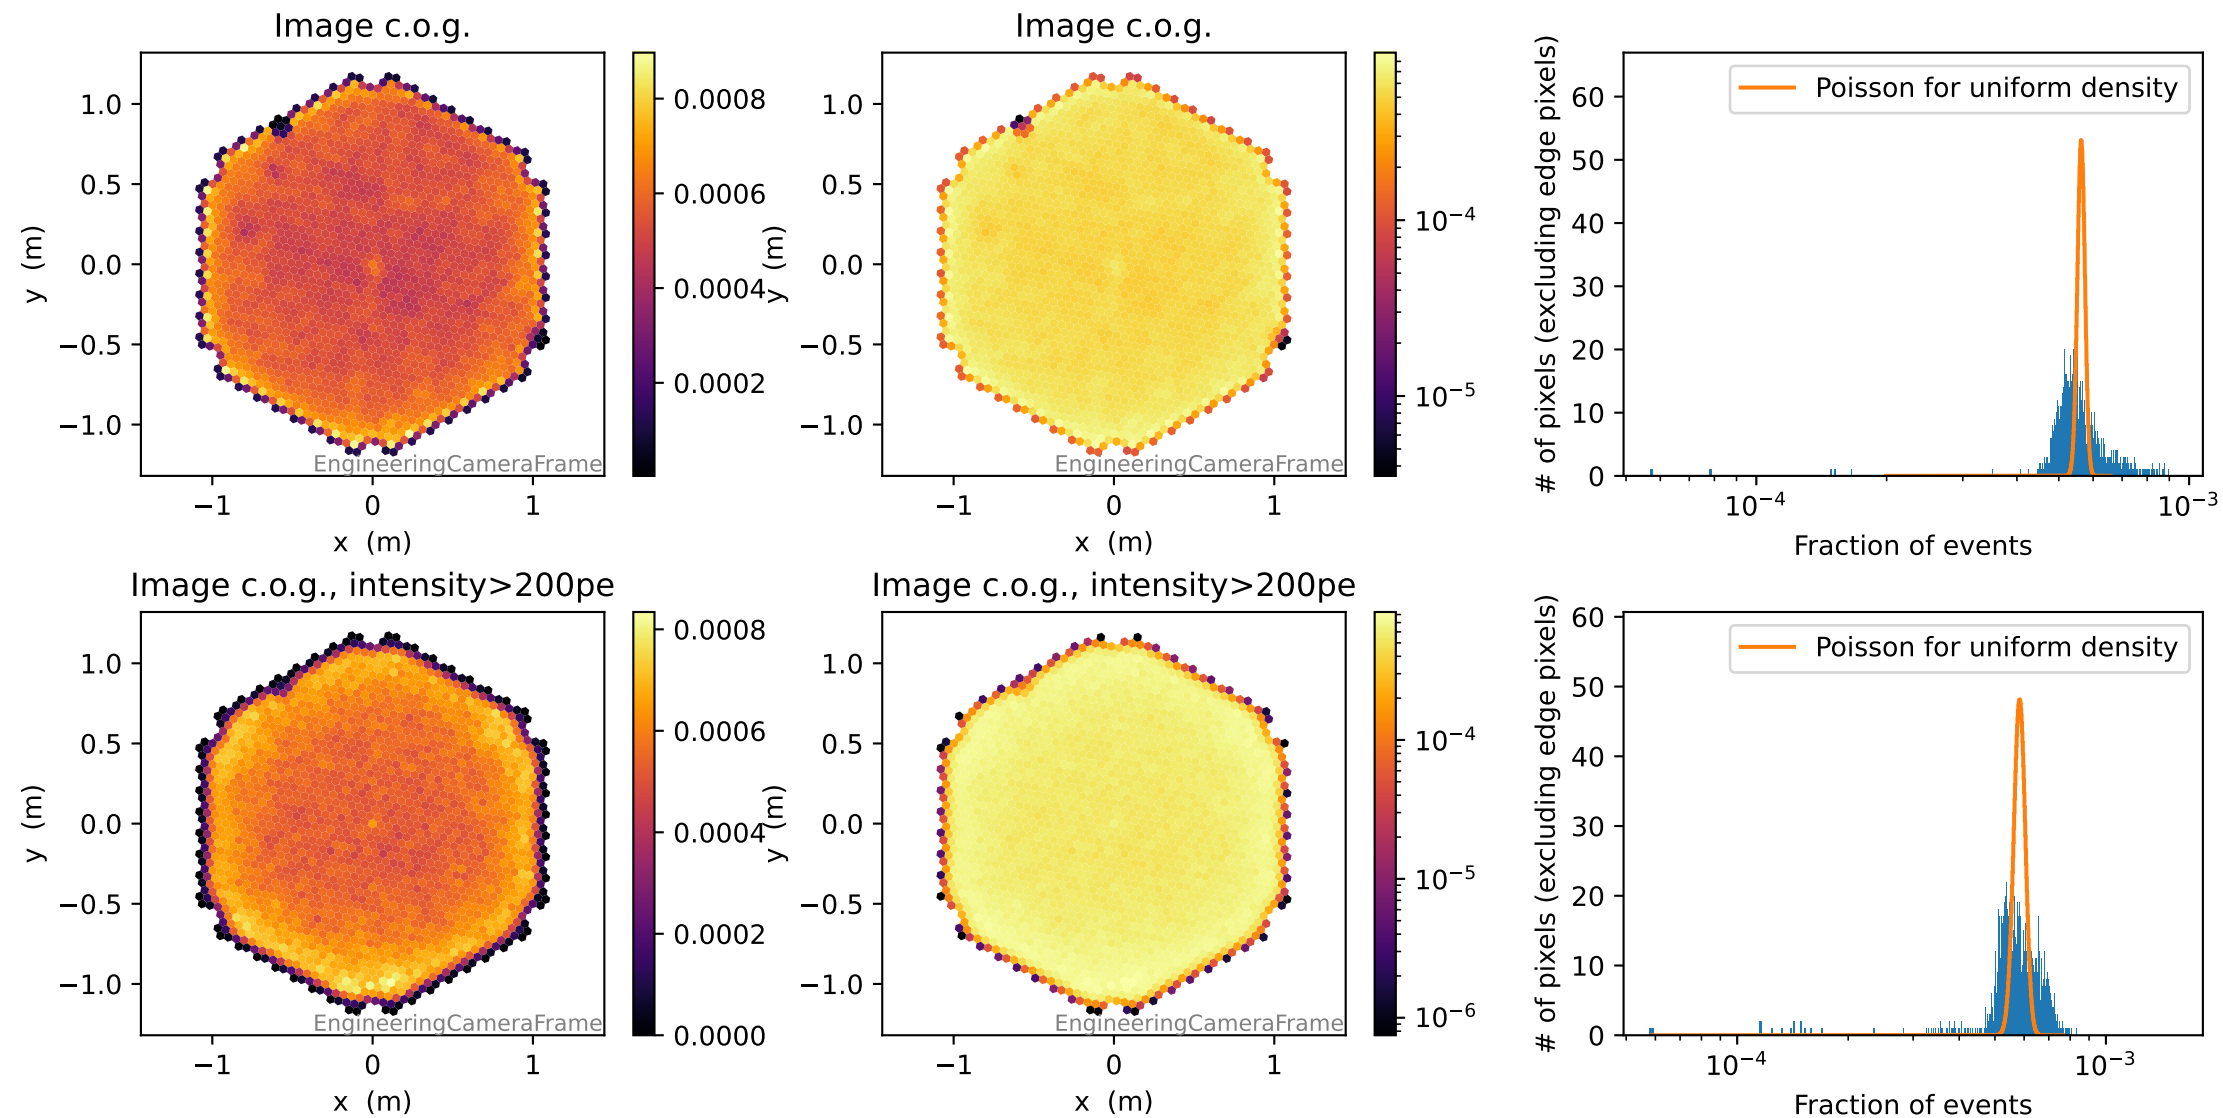 Image c.o.g.
1.0
0.5
0.0
−0.5
−1.0
y (m)
−1
0
1
x (m)
EngineeringCameraFrame
0.0008
0.0006
0.0004
0.0002
Image c.o.g.
1.0
0.5
0.0
−0.5
−1.0
y (m)
−1
0
1
x (m)
EngineeringCameraFrame
10⁻⁴
10⁻⁵
# of pixels (excluding edge pixels)
60
50
40
30
20
10
0
Poisson for uniform density
10⁻⁴
10⁻³
Fraction of events
Image c.o.g., intensity>200pe
1.0
0.5
0.0
−0.5
−1.0
y (m)
−1
0
1
x (m)
EngineeringCameraFrame
0.0008
0.0006
0.0004
0.0002
0.0000
Image c.o.g., intensity>200pe
1.0
0.5
0.0
−0.5
−1.0
y (m)
−1
0
1
x (m)
EngineeringCameraFrame
10⁻⁴
10⁻⁵
10⁻⁶
# of pixels (excluding edge pixels)
60
50
40
30
20
10
0
Poisson for uniform density
10⁻⁴
10⁻³
Fraction of events